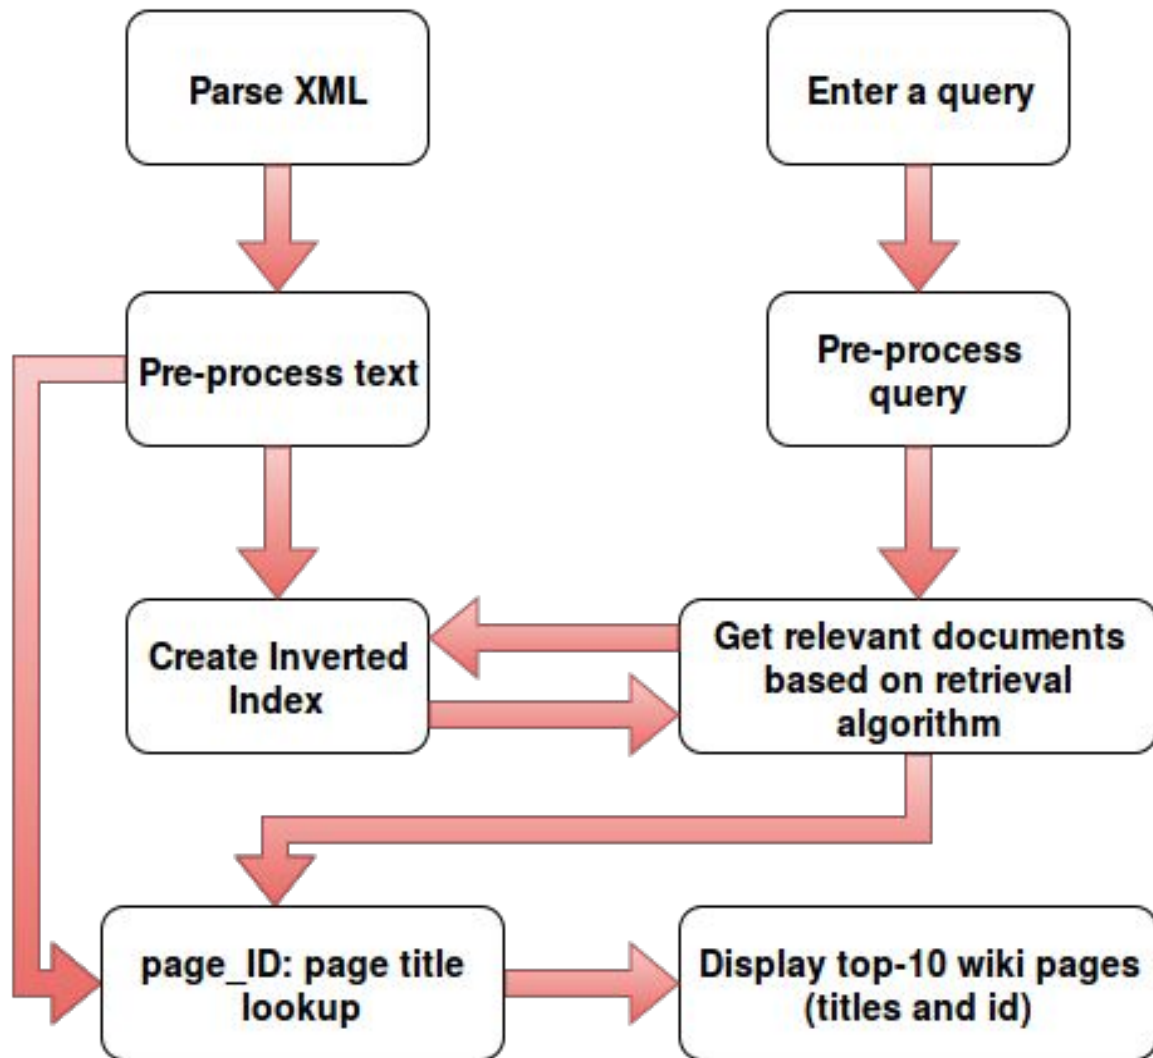 Parse XML
Enter a query
Pre-process text
Pre-process
query
Create Inverted
Index
Get relevant documents
based on retrieval
algorithm
page_ID: page title
lookup
Display top-10 wiki pages
(titles and id)